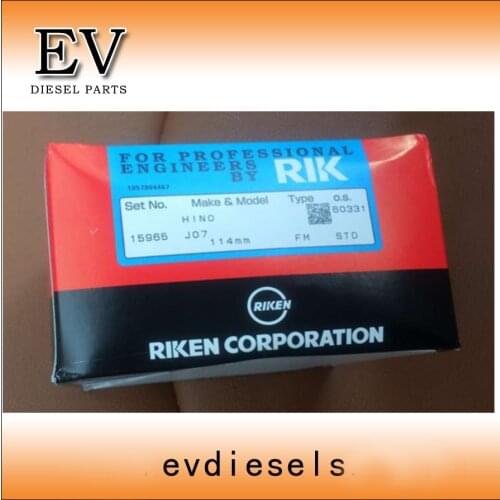 EV
DIESEL PARTS
FOR PROFESSIONAL
ENGINEERS
BY RIK
Set No. Make & Model Type o.s.
HINO 80331
15965 J07 114mm FM STD
RIKEN
RIKEN CORPORATION
evdiesels